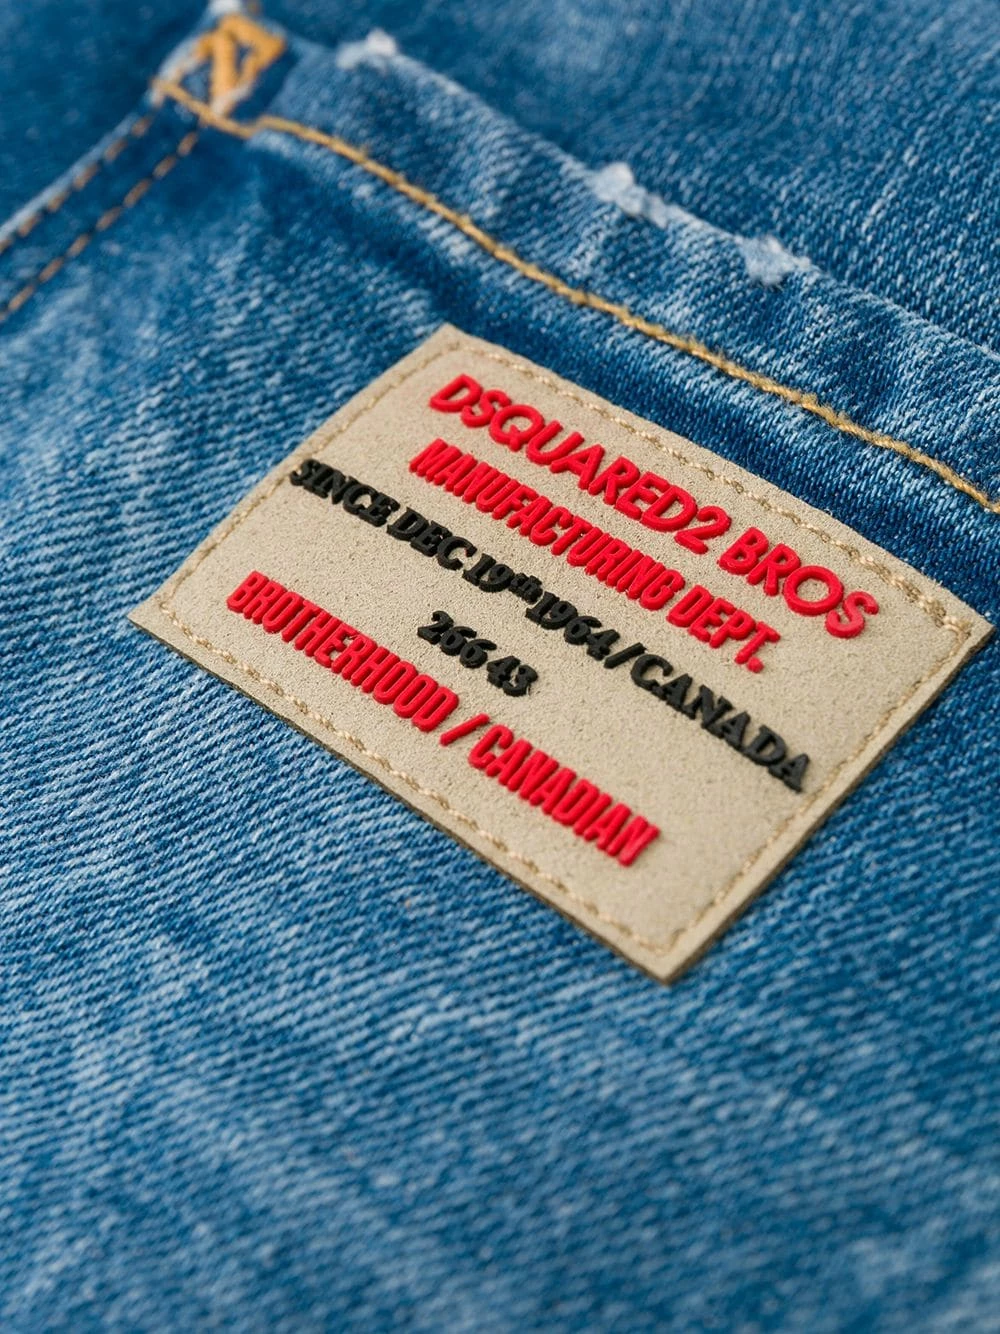 DSQUARED2 BROS
MANUFACTURING DEPT.
SINCE DEC 19th 1964 / CANADA
266 43
BROTHERHOOD / CANADIAN